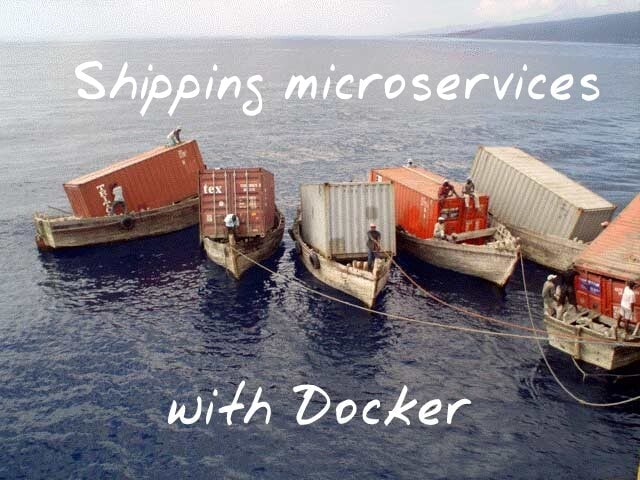 Shipping microservices
tex
with Docker